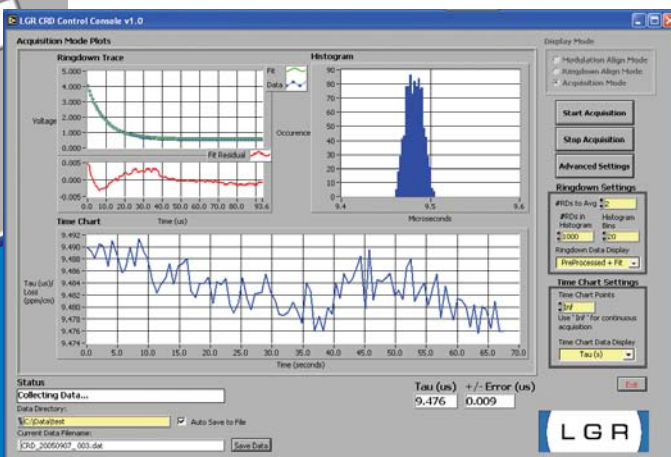 LGR CRD Control Console v1.0
Acquisition Mode Plots
Ringdown Trace
5.000
4.000
3.000
2.000
1.000
0.000
Voltage
Fit
Data
Fit Residual
0.005
0.000
-0.005
0.0 10.0 20.0 30.0 40.0 50.0 60.0 70.0 80.0 93.6
Time (us)
Histogram
90
80
70
60
50
40
30
20
10
0
Occurence
9.4 9.5 9.6
Microseconds
Time Chart
9.492
9.490
9.488
9.486
9.484
9.482
9.480
9.478
9.476
9.474
Tau (us)/
Loss
(ppm/cm)
0.0 5.0 10.0 15.0 20.0 25.0 30.0 35.0 40.0 45.0 50.0 55.0 60.0 65.0 70.0
Time (seconds)
Display Mode
Modulation Align Mode
Ringdown Align Mode
Acquisition Mode
Start Acquisition
Stop Acquisition
Advanced Settings
Ringdown Settings
#RDs to Avg 2
#RDs in
Histogram
1000
Histogram
Bins
20
Ringdown Data Display
PreProcessed + Fit
Time Chart Settings
Time Chart Points
Inf
Use "Inf" for continuous
acquisition
Time Chart Data Display
Tau (s)
Exit
Status
Collecting Data...
Data Directory:
C:\Data\test
Auto Save to File
Current Data Filename:
CRD_20050907_003.dat
Save Data
Tau (us) +/- Error (us)
9.476 0.009
LGR